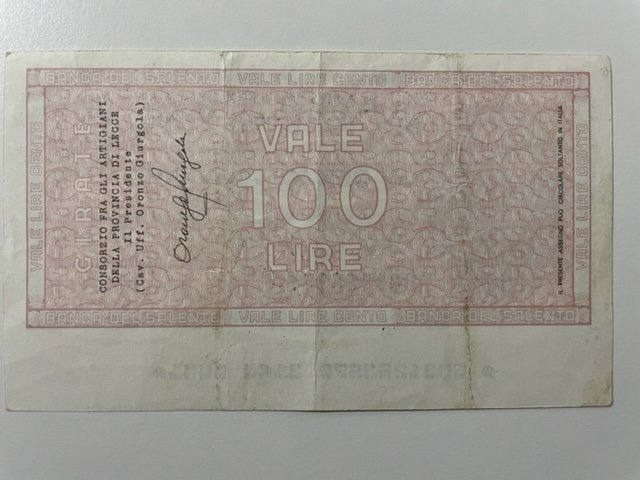 BANCA DEL SALENTO VALE LIRE CENTO BANCA DEL SALENTO
VALE LIRE CENTO
GIRATE
CONSORZIO FRA GLI ARTIGIANI
DELLA PROVINCIA DI LECCE
Il Presidente
(Cav. Uff. Oronzo Giurgola)
VALE
100
LIRE
IL PRESENTE ASSEGNO PUÒ CIRCOLARE SOLTANTO IN ITALIA
VALE LIRE CENTO
BANCA DEL SALENTO VALE LIRE CENTO BANCA DEL SALENTO